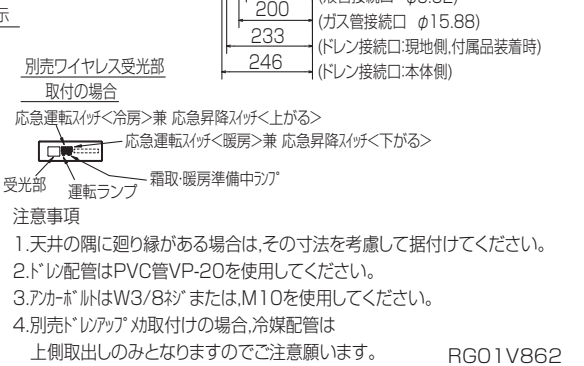 示
200
(ガス管接続口 φ15.88)
233
(ドレン接続口:現地側,付属品装着時)
246
(ドレン接続口:本体側)
別売ワイヤレス受光部
取付の場合
応急運転スイッチ<冷房>兼 応急昇降スイッチ<上がる>
応急運転スイッチ<暖房>兼 応急昇降スイッチ<下がる>
受光部
運転ランプ
霜取・暖房準備中ランプ
注意事項
1.天井の隅に廻り縁がある場合は,その寸法を考慮して据付けてください。
2.ドレン配管はPVC管VP-20を使用してください。
3.アンカーボルトはW3/8ネジまたは,M10を使用してください。
4.別売ドレンアップメカ取付けの場合,冷媒配管は
上側取出しのみとなりますのでご注意願います。
RG01V862